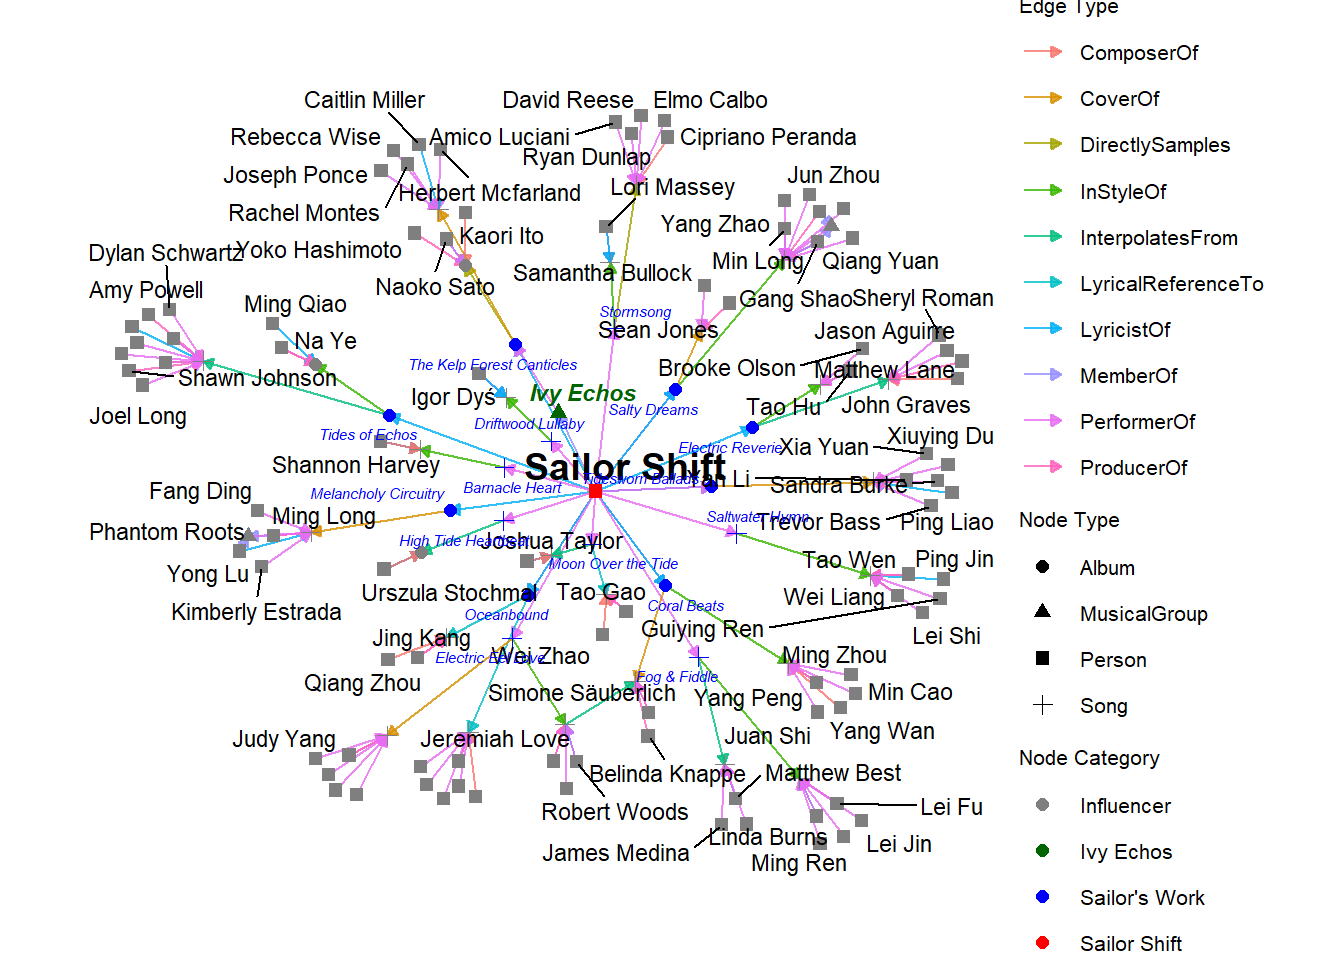 Edge Type
ComposerOf
CoverOf
DirectlySamples
InStyleOf
InterpolatesFrom
LyricalReferenceTo
LyricistOf
MemberOf
PerformerOf
ProducerOf
Node Type
Album
MusicalGroup
Person
Song
Node Category
Influencer
Ivy Echos
Sailor's Work
Sailor Shift
Caitlin Miller
David Reese
Elmo Calbo
Rebecca Wise
Amico Luciani
Cipriano Peranda
Ryan Dunlap
Joseph Ponce
Herbert Mcfarland
Lori Massey
Jun Zhou
Rachel Montes
Yang Zhao
Yoko Hashimoto
Kaori Ito
Dylan Schwartz
Samantha Bullock
Min Long
Qiang Yuan
Amy Powell
Naoko Sato
Gang Shao
Sheryl Roman
Ming Qiao
Stormsong
Sean Jones
Jason Aguirre
Na Ye
The Kelp Forest Canticles
Brooke Olson
Matthew Lane
Shawn Johnson
Igor Dyś
Ivy Echos
Salty Dreams
Tao Hu
John Graves
Joel Long
Driftwood Lullaby
Tides of Echos
Electric Reverie
Xia Yuan
Xiuying Du
Shannon Harvey
Sailor Shift
Tidesworn Ballads
Yan Li
Sandra Burke
Fang Ding
Melancholy Circuitry
Barnacle Heart
Saltwater Hymn
Trevor Bass
Ping Liao
Ming Long
Phantom Roots
High Tide Heartbeat
Joshua Taylor
Moon Over the Tide
Tao Wen
Ping Jin
Yong Lu
Urszula Stochmal
Tao Gao
Coral Beats
Wei Liang
Kimberly Estrada
Oceanbound
Guiying Ren
Lei Shi
Jing Kang
Electric Eel Love
Wei Zhao
Ming Zhou
Qiang Zhou
Fog & Fiddle
Simone Säuberlich
Yang Peng
Min Cao
Judy Yang
Jeremiah Love
Juan Shi
Yang Wan
Belinda Knappe
Matthew Best
Robert Woods
Lei Fu
James Medina
Linda Burns
Lei Jin
Ming Ren